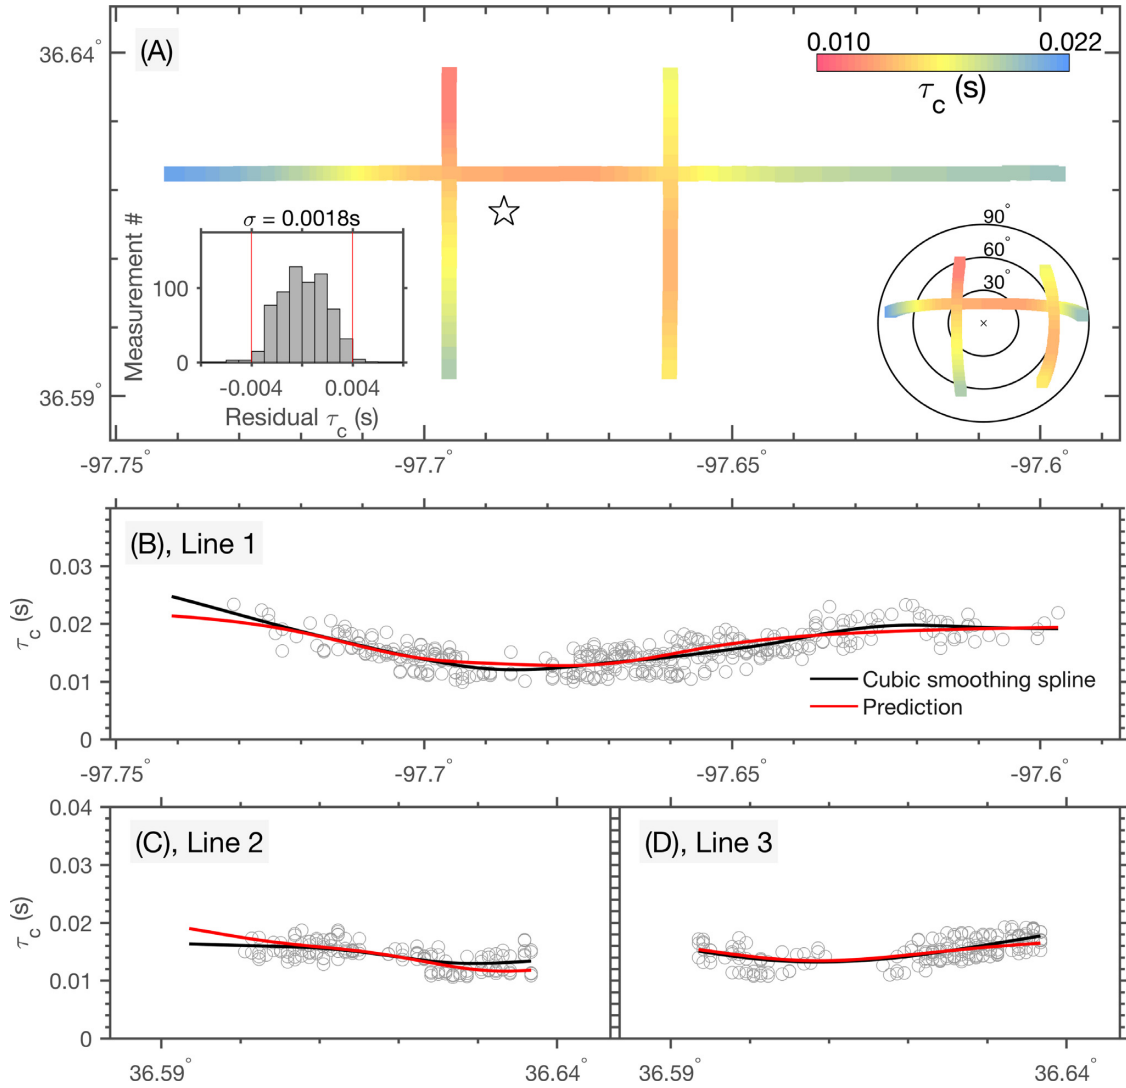 (A)
36.64°
36.59°
0.010 0.022
τc (s)
σ = 0.0018s
Measurement #
100
0
-0.004 0.004
Residual τc (s)
90°
60°
30°
-97.75° -97.7° -97.65° -97.6°
(B), Line 1
τc (s)
0.03
0.02
0.01
0
Cubic smoothing spline
Prediction
-97.75° -97.7° -97.65° -97.6°
(C), Line 2
(D), Line 3
τc (s)
0.04
0.03
0.02
0.01
0
36.59° 36.64° 36.59° 36.64°